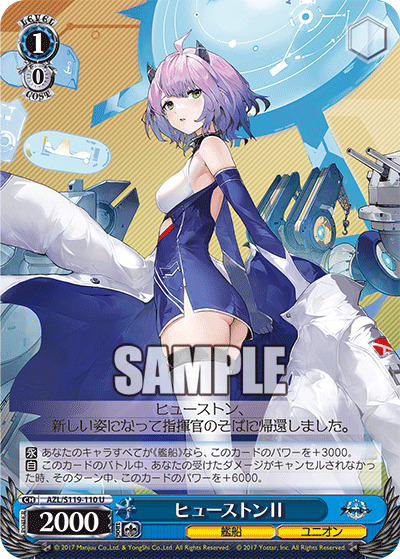 LEVEL
1
0
COST
SAMPLE
ヒューストン、
新しい姿になって指揮官のそばに帰還しました。
永 あなたのキャラすべてが《艦船》なら、このカードのパワーを+3000。
自 このカードのバトル中、あなたの受けたダメージがキャンセルされなかった
時、そのターン中、このカードのパワーを+6000。
CH AZL/S119-110 U
2000
ヒューストンII
艦船
ユニオン
© 2017 Manjuu Co.,Ltd. & YongShi Co.,Ltd. All Rights Reserved. © 2017 Yostar, Inc. All Rights Reserved.